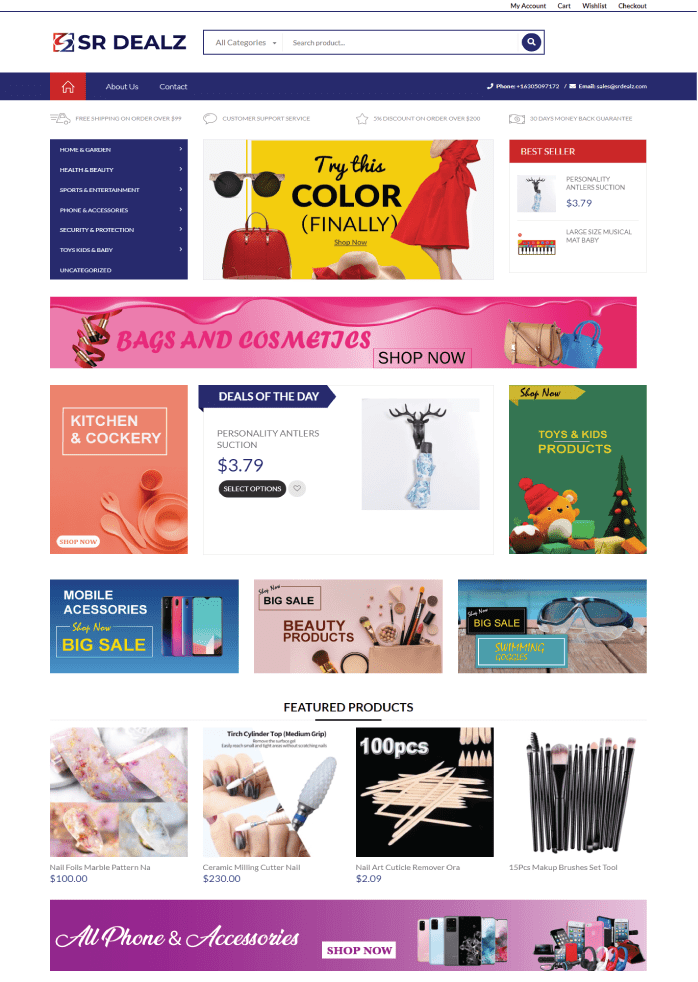 My Account Cart Wishlist Checkout
SR DEALZ
All Categories
Search product...
About Us Contact
Phone: +16305097172 / Email: sales@srdealz.com
FREE SHIPPING ON ORDER OVER $99
CUSTOMER SUPPORT SERVICE
5% DISCOUNT ON ORDER OVER $200
30 DAYS MONEY BACK GUARANTEE
HOME & GARDEN
HEALTH & BEAUTY
SPORTS & ENTERTAINMENT
PHONE & ACCESSORIES
SECURITY & PROTECTION
TOYS KIDS & BABY
UNCATEGORIZED
Try this
COLOR
(FINALLY)
Shop Now
BEST SELLER
PERSONALITY
ANTLERS SUCTION
$3.79
LARGE SIZE MUSICAL
MAT BABY
BAGS AND COSMETICS
SHOP NOW
KITCHEN
& COCKERY
SHOP NOW
DEALS OF THE DAY
PERSONALITY ANTLERS
SUCTION
$3.79
SELECT OPTIONS
Shop Now
TOYS & KIDS
PRODUCTS
MOBILE
ACESSORIES
Shop Now
BIG SALE
Shop Now
BIG SALE
BEAUTY
PRODUCTS
Shop Now
BIG SALE
SWIMMING
GOGGLES
FEATURED PRODUCTS
Tirch Cylinder Top (Medium Grip)
Remove the surface gel
Easily reach small and tight areas without scratching nails
100pcs
Nail Foils Marble Pattern Na
$100.00
Ceramic Milling Cutter Nail
$230.00
Nail Art Cuticle Remover Ora
$2.09
15Pcs Makup Brushes Set Tool
All Phone & Accessories
SHOP NOW